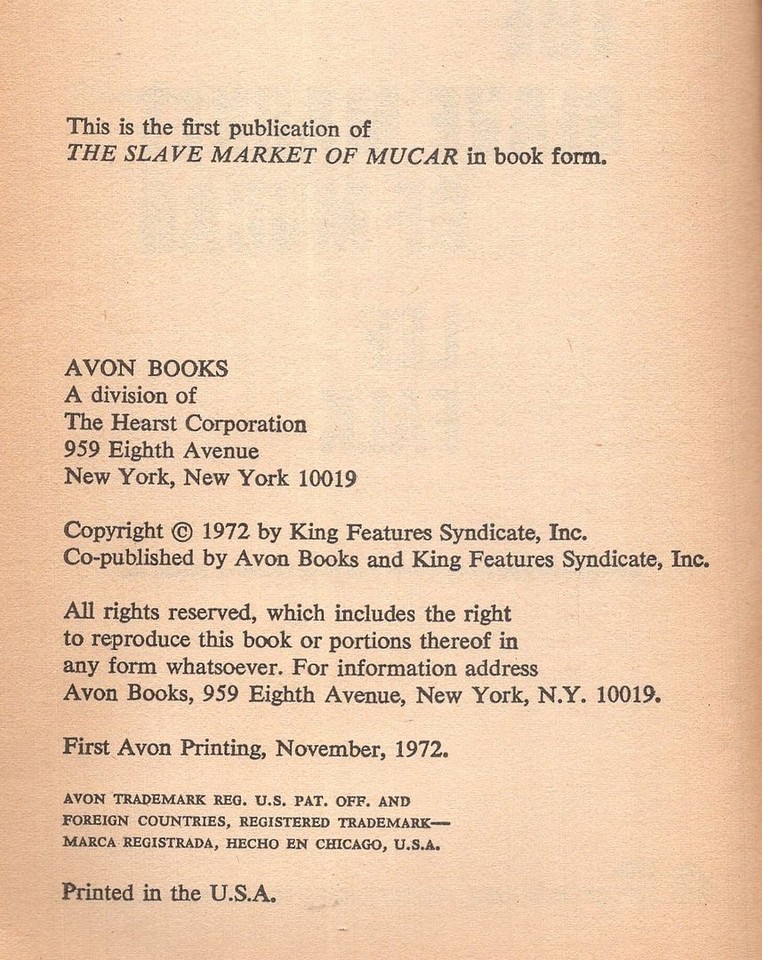 This is the first publication of
THE SLAVE MARKET OF MUCAR in book form.
AVON BOOKS
A division of
The Hearst Corporation
959 Eighth Avenue
New York, New York 10019
Copyright © 1972 by King Features Syndicate, Inc.
Co-published by Avon Books and King Features Syndicate, Inc.
All rights reserved, which includes the right
to reproduce this book or portions thereof in
any form whatsoever. For information address
Avon Books, 959 Eighth Avenue, New York, N.Y. 10019.
First Avon Printing, November, 1972.
AVON TRADEMARK REG. U.S. PAT. OFF. AND
FOREIGN COUNTRIES, REGISTERED TRADEMARK—
MARCA REGISTRADA, HECHO EN CHICAGO, U.S.A.
Printed in the U.S.A.